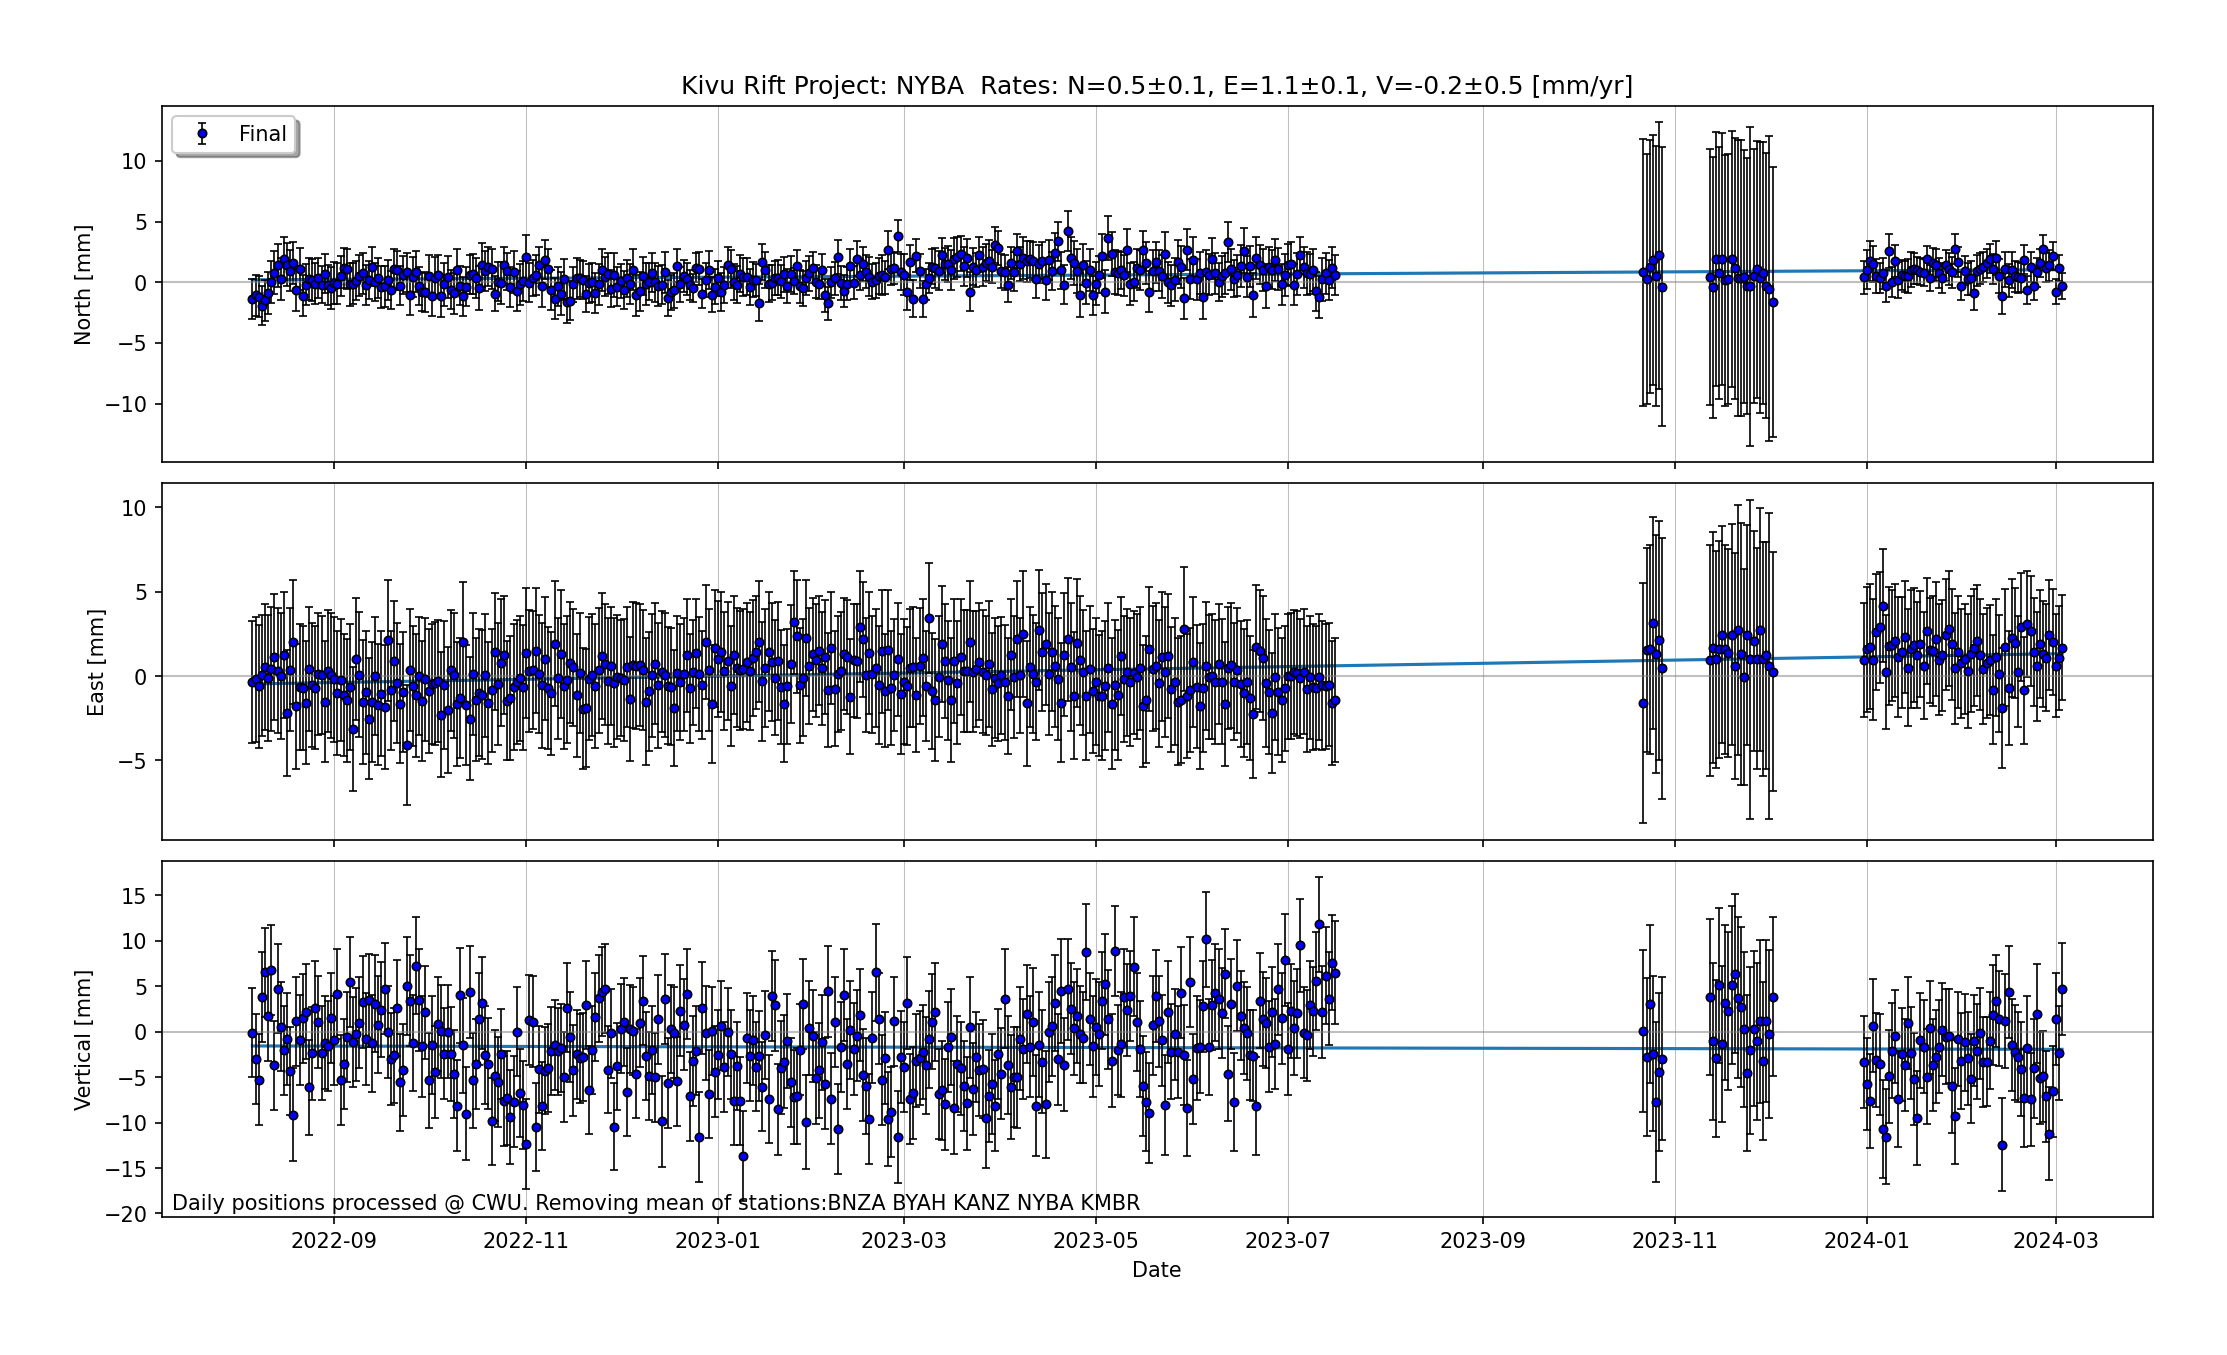 Kivu Rift Project: NYBA  Rates: N=0.5±0.1, E=1.1±0.1, V=-0.2±0.5 [mm/yr]
Final
10
5
0
−5
−10
North [mm]
10
5
0
−5
East [mm]
15
10
5
0
−5
−10
−15
−20
Vertical [mm]
Daily positions processed @ CWU. Removing mean of stations:BNZA BYAH KANZ NYBA KMBR
2022-09 2022-11 2023-01 2023-03 2023-05 2023-07 2023-09 2023-11 2024-01 2024-03
Date